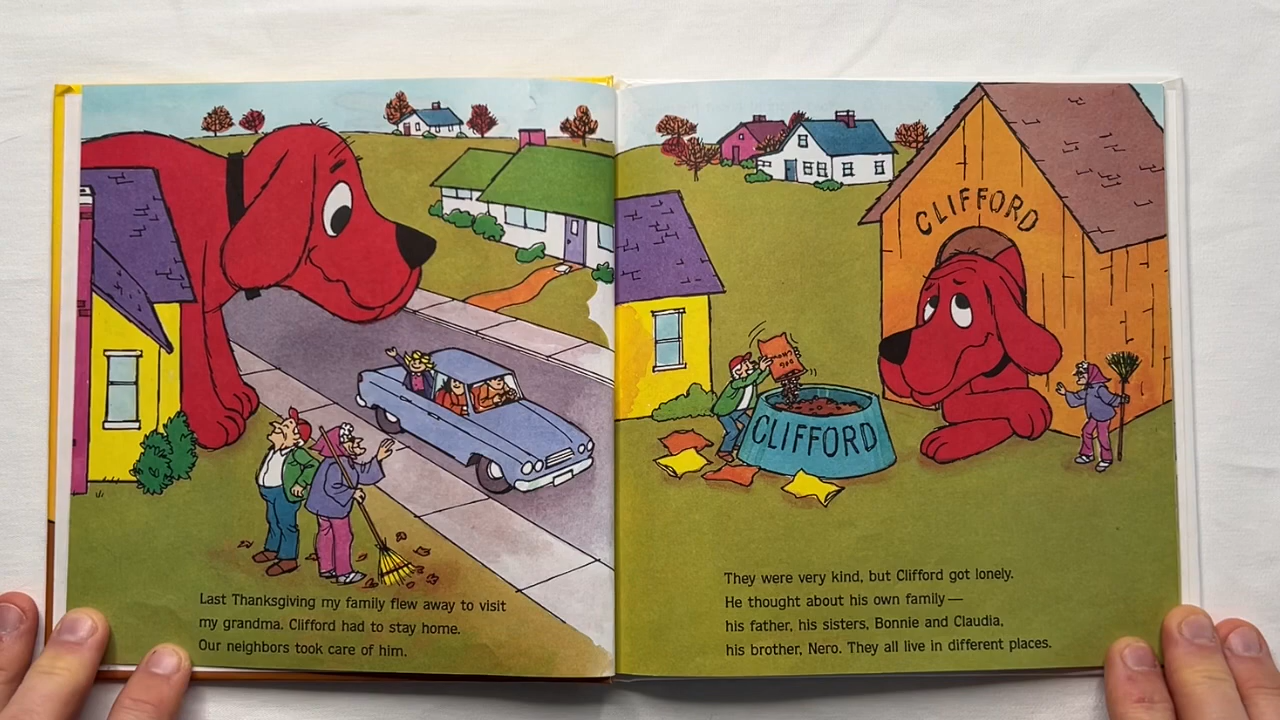 Last Thanksgiving my family flew away to visit
my grandma. Clifford had to stay home.
Our neighbors took care of him.
CLIFFORD
DOG
CHOW
CLIFFORD
They were very kind, but Clifford got lonely.
He thought about his own family—
his father, his sisters, Bonnie and Claudia,
his brother, Nero. They all live in different places.